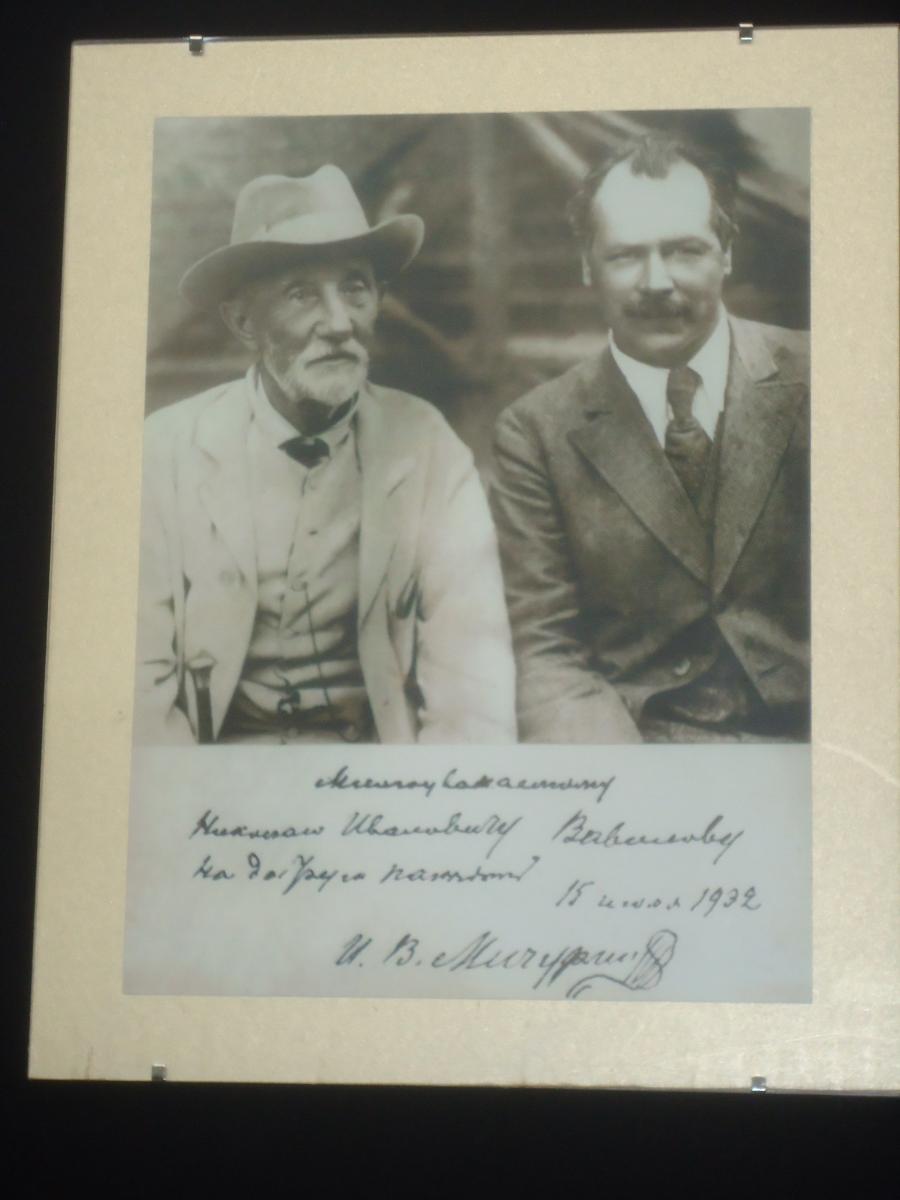 Многоуважаемому
Николаю Ивановичу Вавилову
на добрую память
15 июля 1932
И. В. Мичурин